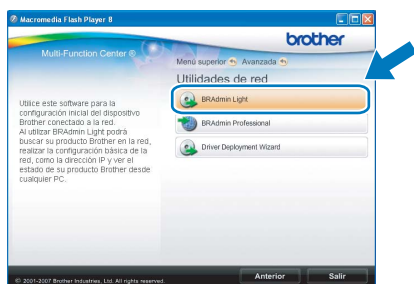 Macromedia Flash Player 8
brother
Multi-Function Center ®
Menú superior Avanzada
Utilidades de red
BRAdmin Light
BRAdmin Professional
Driver Deployment Wizard
Utilice este software para la
configuración inicial del dispositivo
Brother conectado a la red.
Al utilizar BRAdmin Light podrá
buscar su producto Brother en la red,
realizar la configuración básica de la
red, como la dirección IP y ver el
estado de su producto Brother desde
cualquier PC.
Anterior Salir
© 2001-2007 Brother Industries, Ltd. All rights reserved.